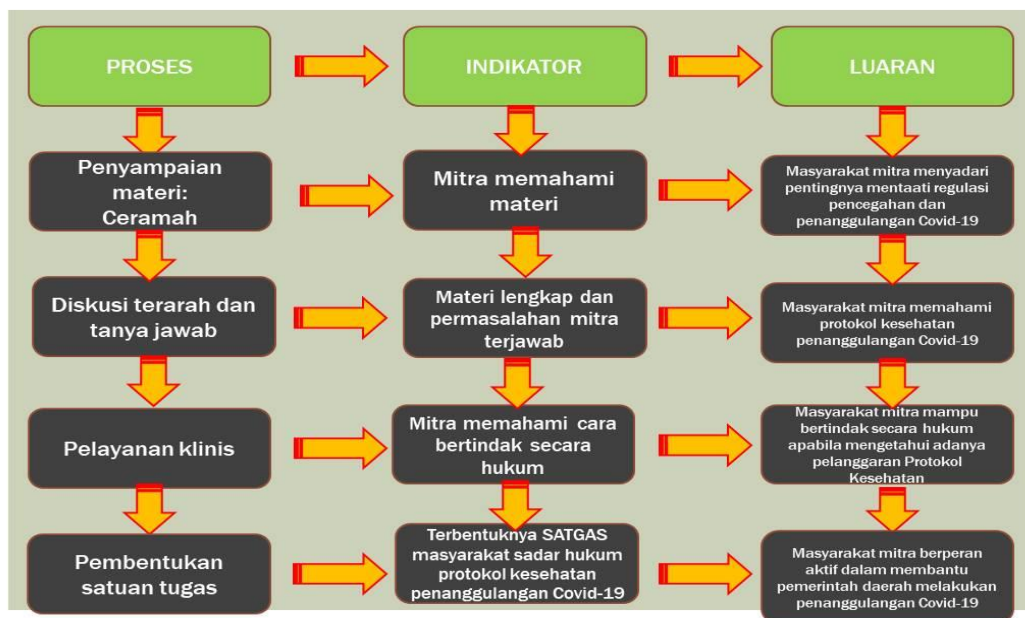 PROSES
INDIKATOR
LUARAN
Penyampaian
materi:
Ceramah
Mitra memahami
materi
Masyarakat mitra menyadari
pentingnya mentaati regulasi
pencegahan dan
penanggulangan Covid-19
Diskusi terarah dan
tanya jawab
Materi lengkap dan
permasalahan mitra
terjawab
Masyarakat mitra memahami
protokol kesehatan
penanggulangan Covid-19
Pelayanan klinis
Mitra memahami cara
bertindak secara
hukum
Masyarakat mitra mampu
bertindak secara hukum
apabila mengetahui adanya
pelanggaran Protokol
Kesehatan
Pembentukan
satuan tugas
Terbentuknya SATGAS
masyarakat sadar hukum
protokol kesehatan
penanggulangan Covid-19
Masyarakat mitra berperan
aktif dalam membantu
pemerintah daerah melakukan
penanggulangan Covid-19